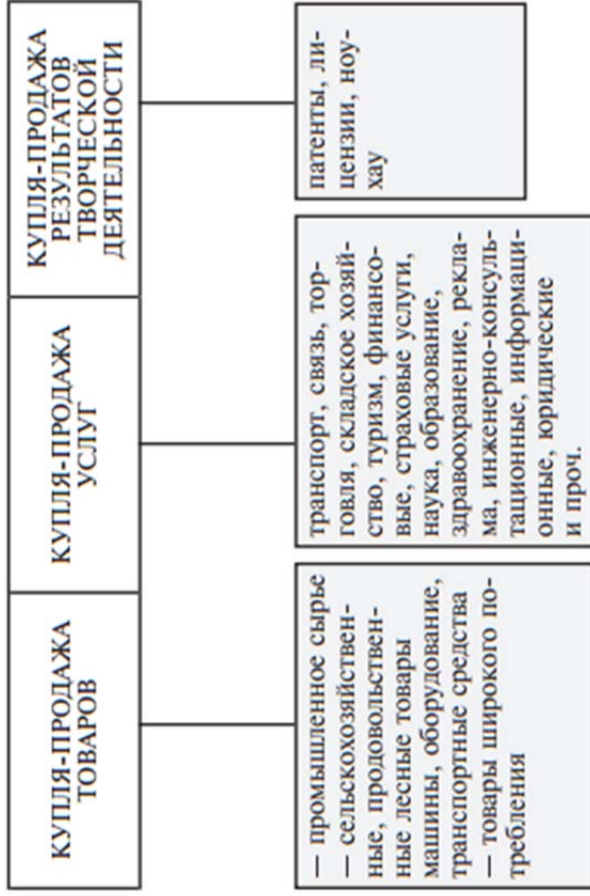 КУПЛЯ-ПРОДАЖА
ТОВАРОВ
КУПЛЯ-ПРОДАЖА
УСЛУГ
КУПЛЯ-ПРОДАЖА
РЕЗУЛЬТАТОВ
ТВОРЧЕСКОЙ
ДЕЯТЕЛЬНОСТИ
— промышленное сырье
— сельскохозяйствен-
ные, продовольствен-
ные лесные товары
машины, оборудование,
транспортные средства
— товары широкого по-
требления
транспорт, связь, тор-
говля, складское хозяй-
ство, туризм, финансо-
вые, страховые услуги,
наука, образование,
здравоохранение, рекла-
ма, инженерно-консуль-
тационные, информаци-
онные, юридические
и проч.
патенты, ли-
цензии, ноу-
хау